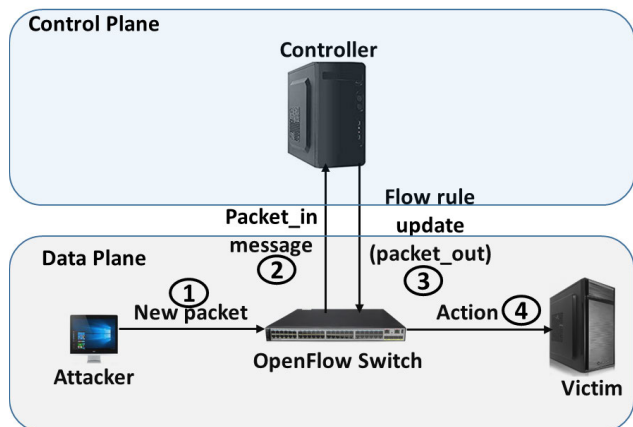 Control Plane
Controller
Packet_in
message
2
Flow rule
update
(packet_out)
3
Data Plane
1
New packet
Action 4
OpenFlow Switch
Attacker
Victim